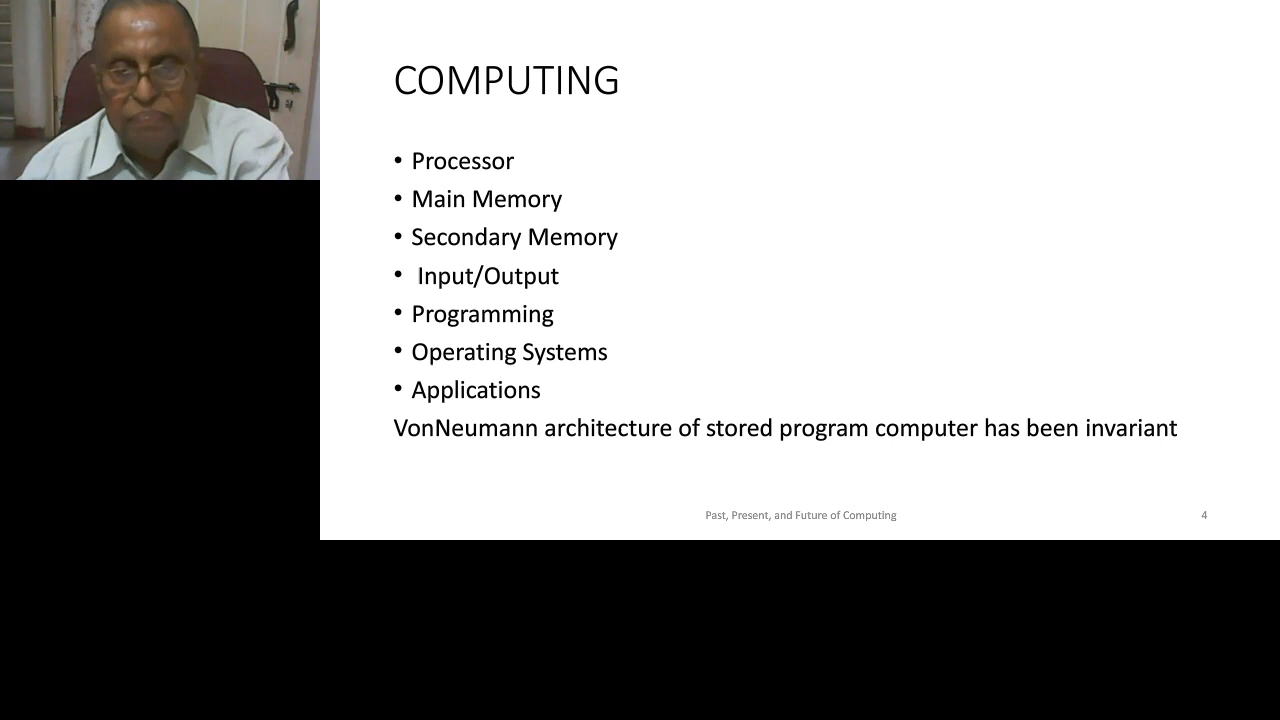 COMPUTING
• Processor
• Main Memory
• Secondary Memory
• Input/Output
• Programming
• Operating Systems
• Applications
VonNeumann architecture of stored program computer has been invariant
Past, Present, and Future of Computing
4